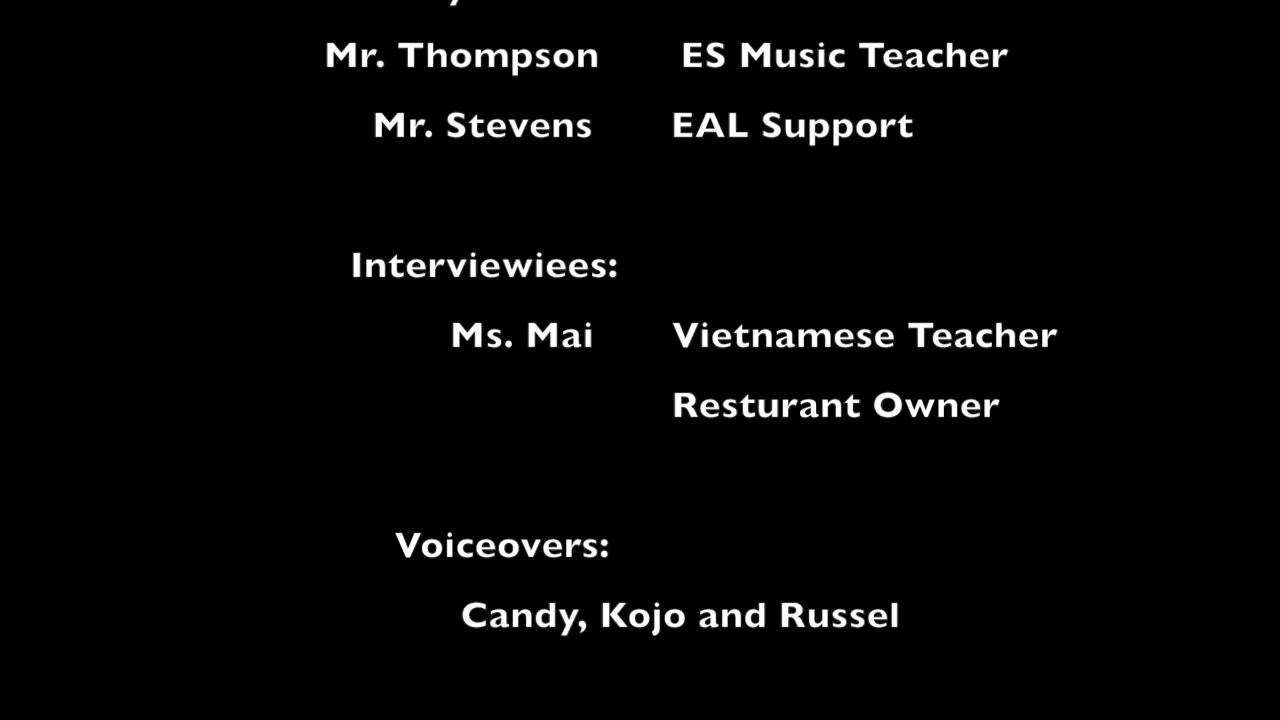 Mr. Thompson ES Music Teacher
Mr. Stevens EAL Support
Interviewiees:
Ms. Mai Vietnamese Teacher
Resturant Owner
Voiceovers:
Candy, Kojo and Russel